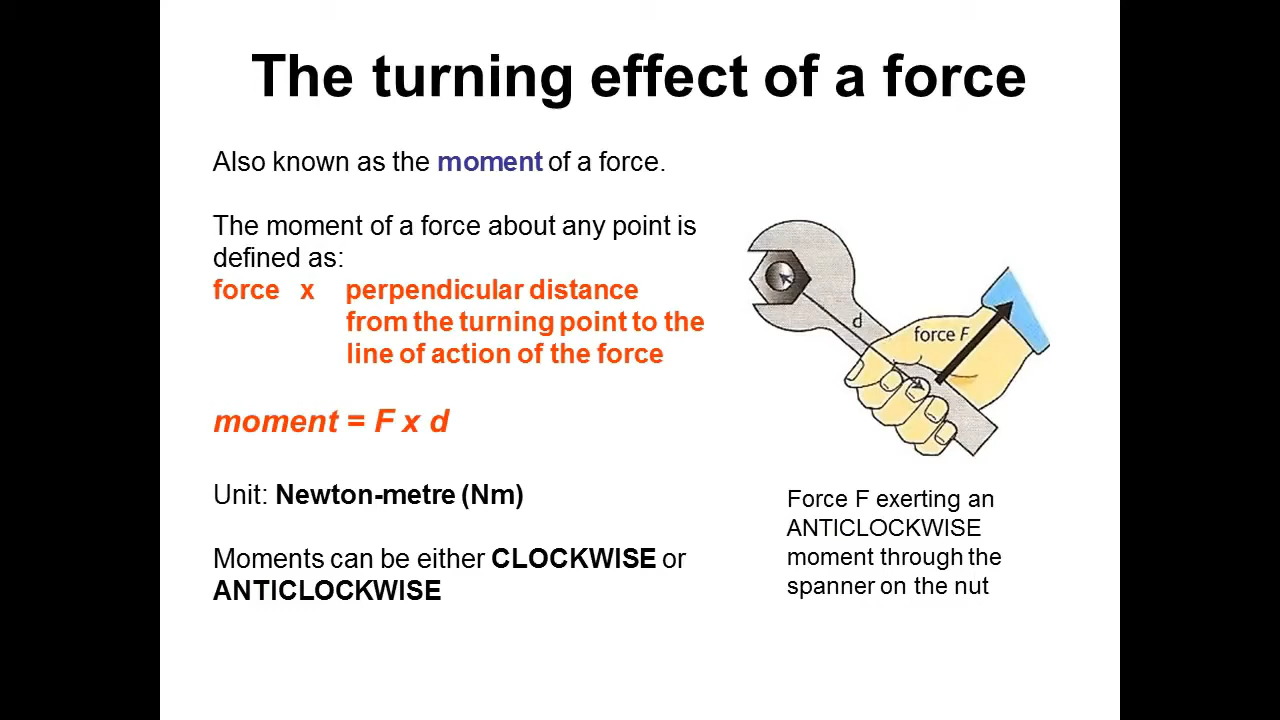 The turning effect of a force
Also known as the moment of a force.
The moment of a force about any point is
defined as:
force x perpendicular distance
from the turning point to the
line of action of the force
moment = F x d
Unit: Newton-metre (Nm)
Moments can be either CLOCKWISE or
ANTICLOCKWISE
d
force F
Force F exerting an
ANTICLOCKWISE
moment through the
spanner on the nut